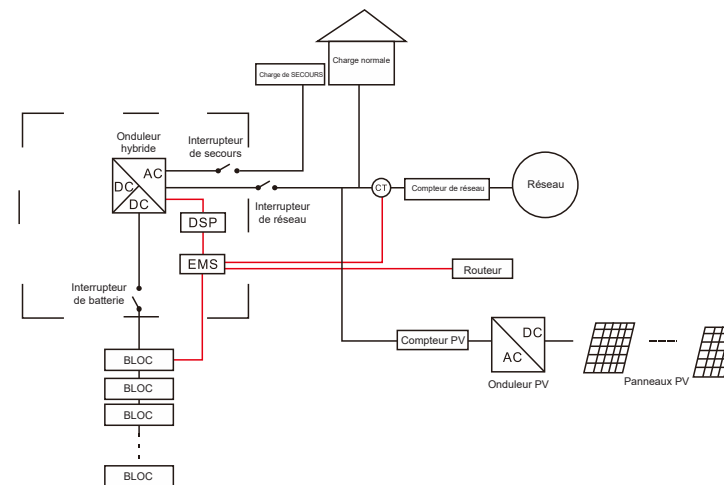 Charge normale
Charge de SECOURS
Onduleur
hybride
Interrupteur
de secours
AC
DC
DC
Interrupteur
de réseau
CT
Compteur de réseau
Réseau
DSP
EMS
Routeur
Interrupteur
de batterie
Compteur PV
DC
AC
Onduleur PV
Panneaux PV
BLOC
BLOC
BLOC
BLOC